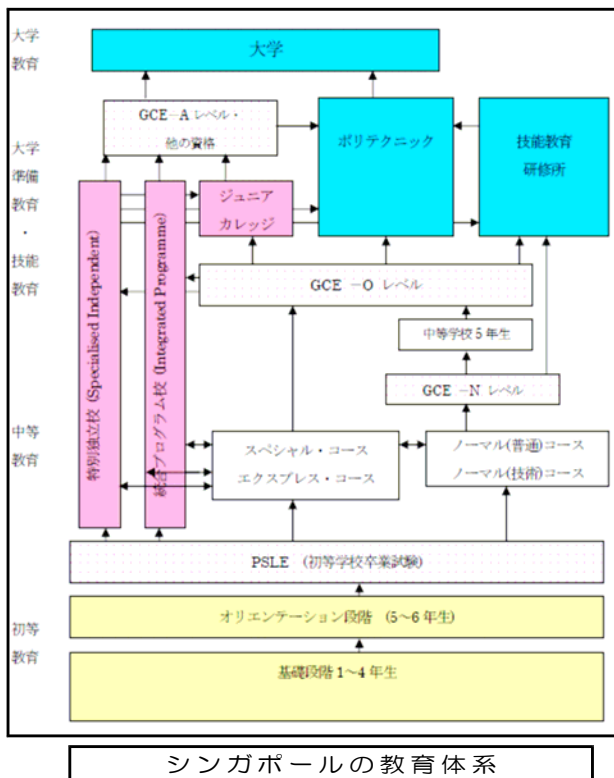 大学
教育
大学
GCE－Aレベル・
他の資格
ポリテクニック
技能教育
研修所
大学
準備
教育
・
技能
教育
ジュニア
カレッジ
特別独立校 (Specialised Independent)
統合プログラム校 (Integrated Programme)
GCE －O レベル
中等学校 5 年生
GCE －N レベル
中等
教育
スペシャル・コース
エクスプレス・コース
ノーマル(普通)コース
ノーマル(技術)コース
PSLE (初等学校卒業試験)
初等
教育
オリエンテーション段階 (5～6 年生)
基礎段階 1～4 年生
シンガポールの教育体系